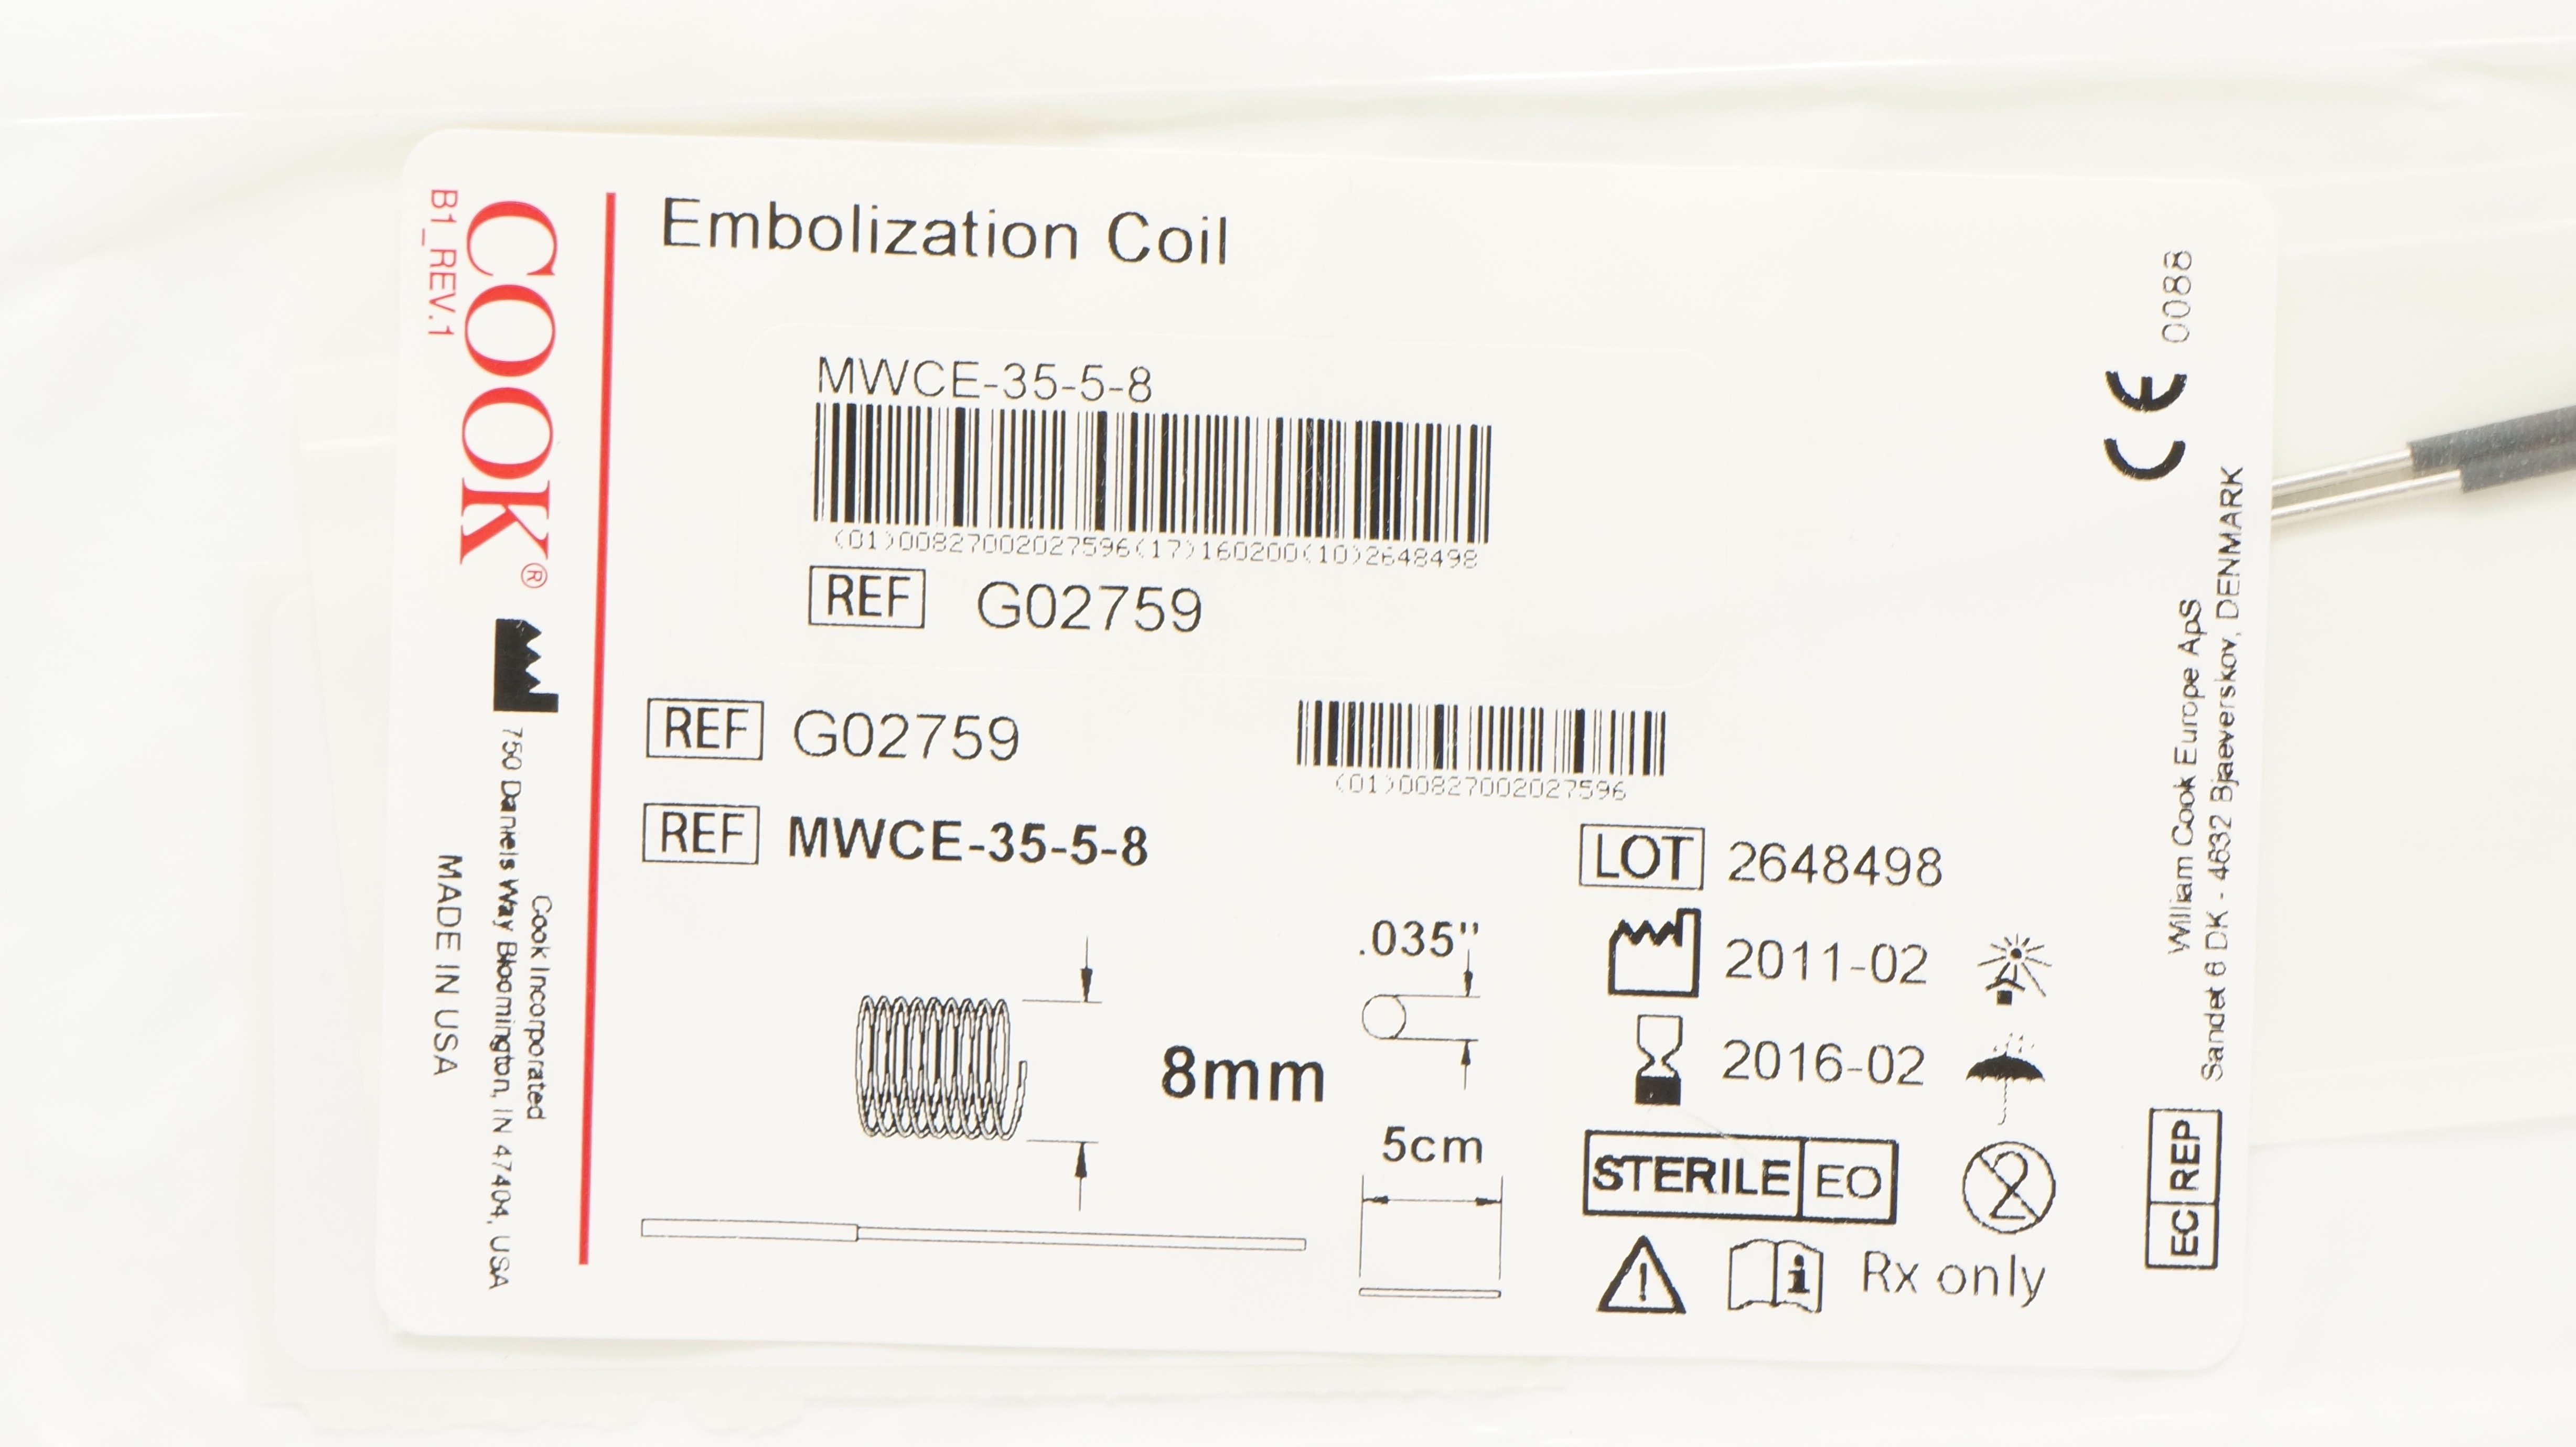 COOK®
B1_REV.1
Cook Incorporated
750 Daniels Way Bloomington, IN 47404, USA
MADE IN USA
Embolization Coil
MWCE-35-5-8
(01)00827002027596(17)160200(10)2648498
REF G02759
REF G02759
(01)00827002027596
REF MWCE-35-5-8
LOT 2648498
2011-02
2016-02
STERILE EO
2
Rx only
8mm
.035"
5cm
CE 0088
William Cook Europe ApS
Sandet 6 DK - 4632 Bjaeverskov, DENMARK
EC REP